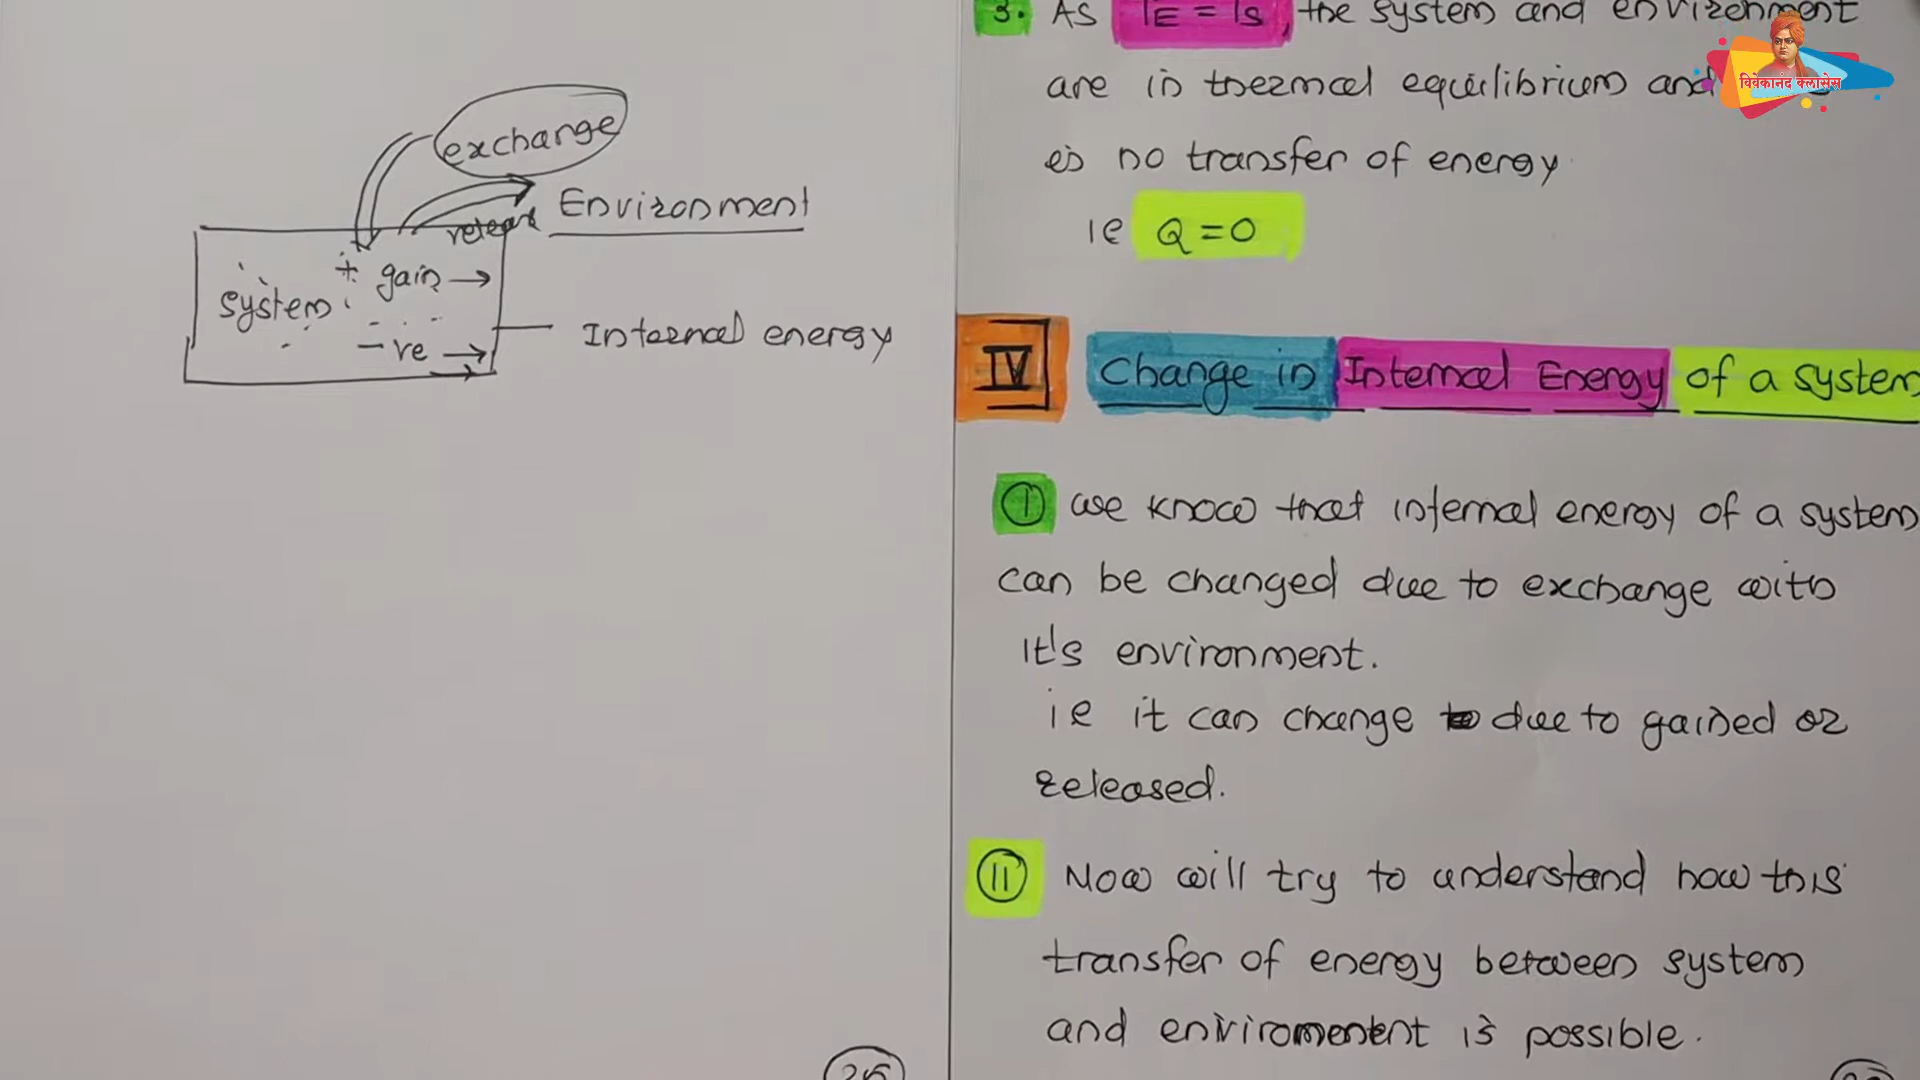 exchange
release
Environment
+ gain →
system
-ve →
Internal energy
3. As TE = Ts, the system and environment
are in thermal equilibrium and
is no transfer of energy
ie Q = 0
IV Change in Internal Energy of a system
I we know that internal energy of a system
can be changed due to exchange with
It's environment.
ie it can change due to gained or
released.
II Now will try to understand how this
transfer of energy between system
and enviroment is possible.
विवेकानंद क्लासेस